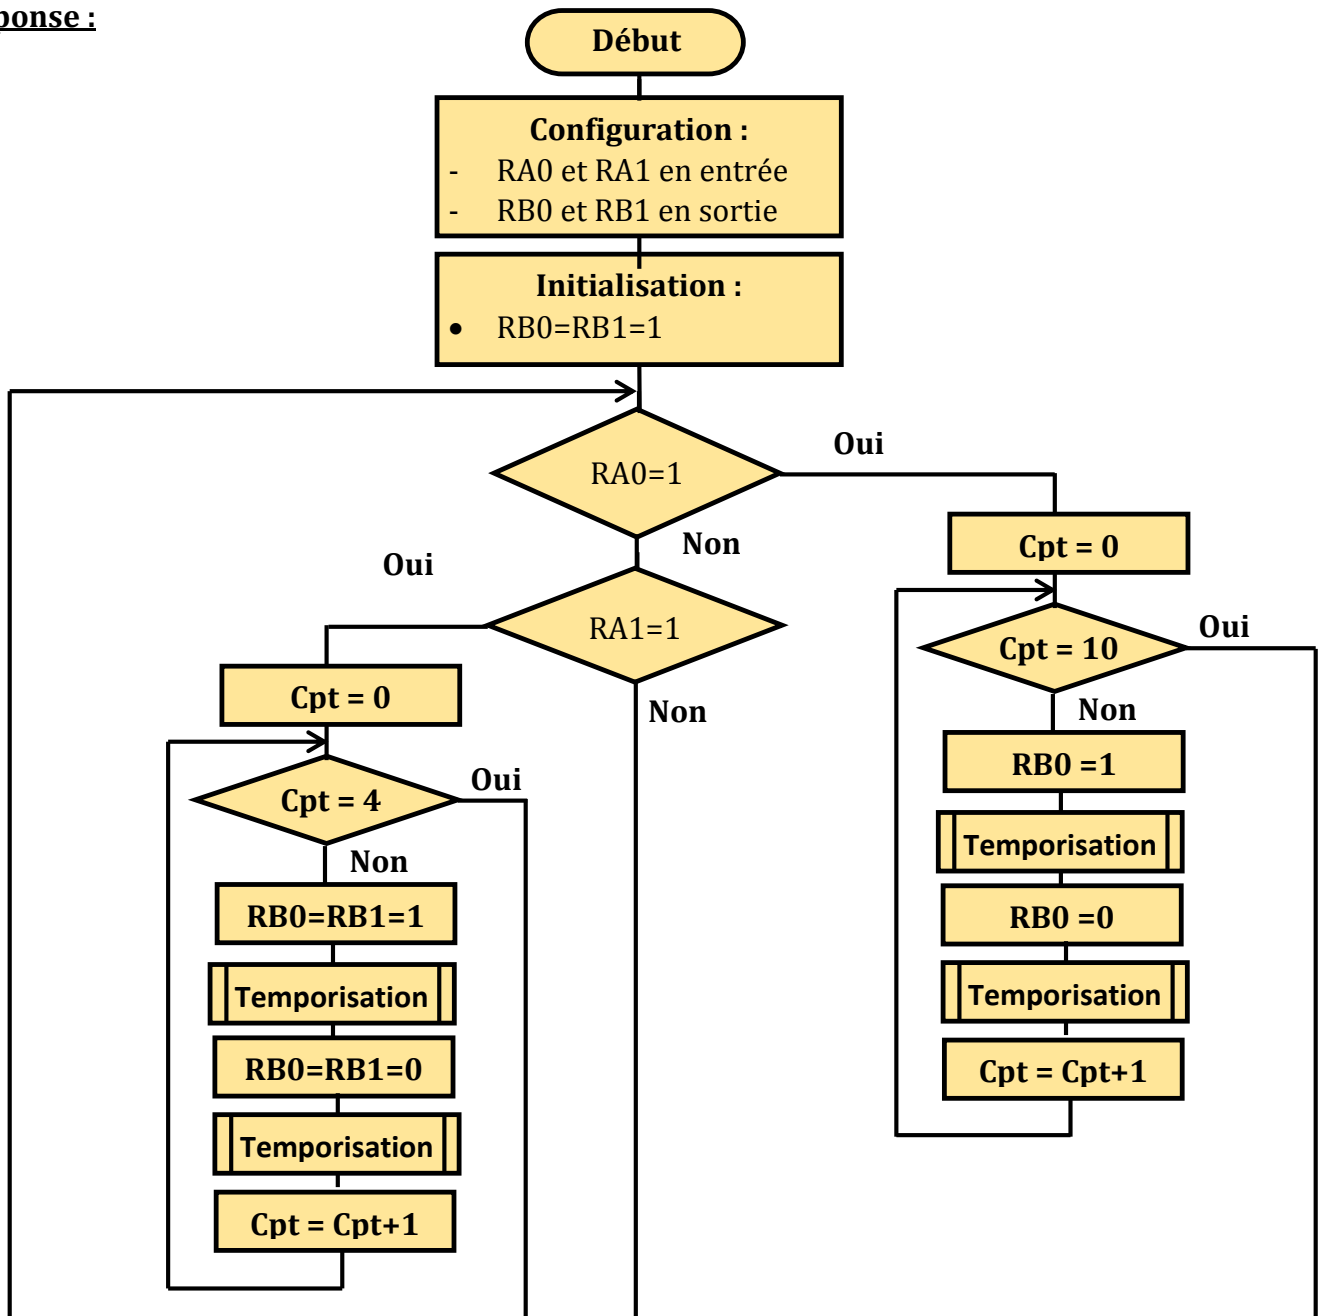 ponse :
Début
Configuration :
- RA0 et RA1 en entrée
- RB0 et RB1 en sortie
Initialisation :
• RB0=RB1=1
RA0=1
Oui
Non
Cpt = 0
Oui
RA1=1
Cpt = 10
Oui
Cpt = 0
Non
Non
RB0 =1
Cpt = 4
Oui
Temporisation
Non
RB0=RB1=1
RB0 =0
Temporisation
Temporisation
RB0=RB1=0
Cpt = Cpt+1
Temporisation
Cpt = Cpt+1